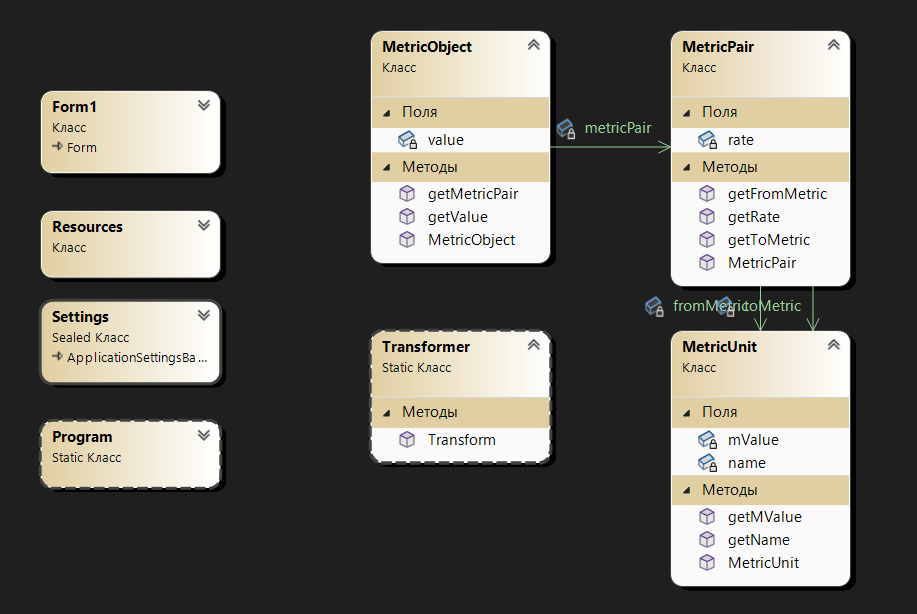 Form1
Класс
Form
Resources
Класс
Settings
Sealed Класс
ApplicationSettingsBa...
Program
Static Класс
MetricObject
Класс
Поля
value
Методы
getMetricPair
getValue
MetricObject
metricPair
Transformer
Static Класс
Методы
Transform
MetricPair
Класс
Поля
rate
Методы
getFromMetric
getRate
getToMetric
MetricPair
fromMetric
toMetric
MetricUnit
Класс
Поля
mValue
name
Методы
getMValue
getName
MetricUnit